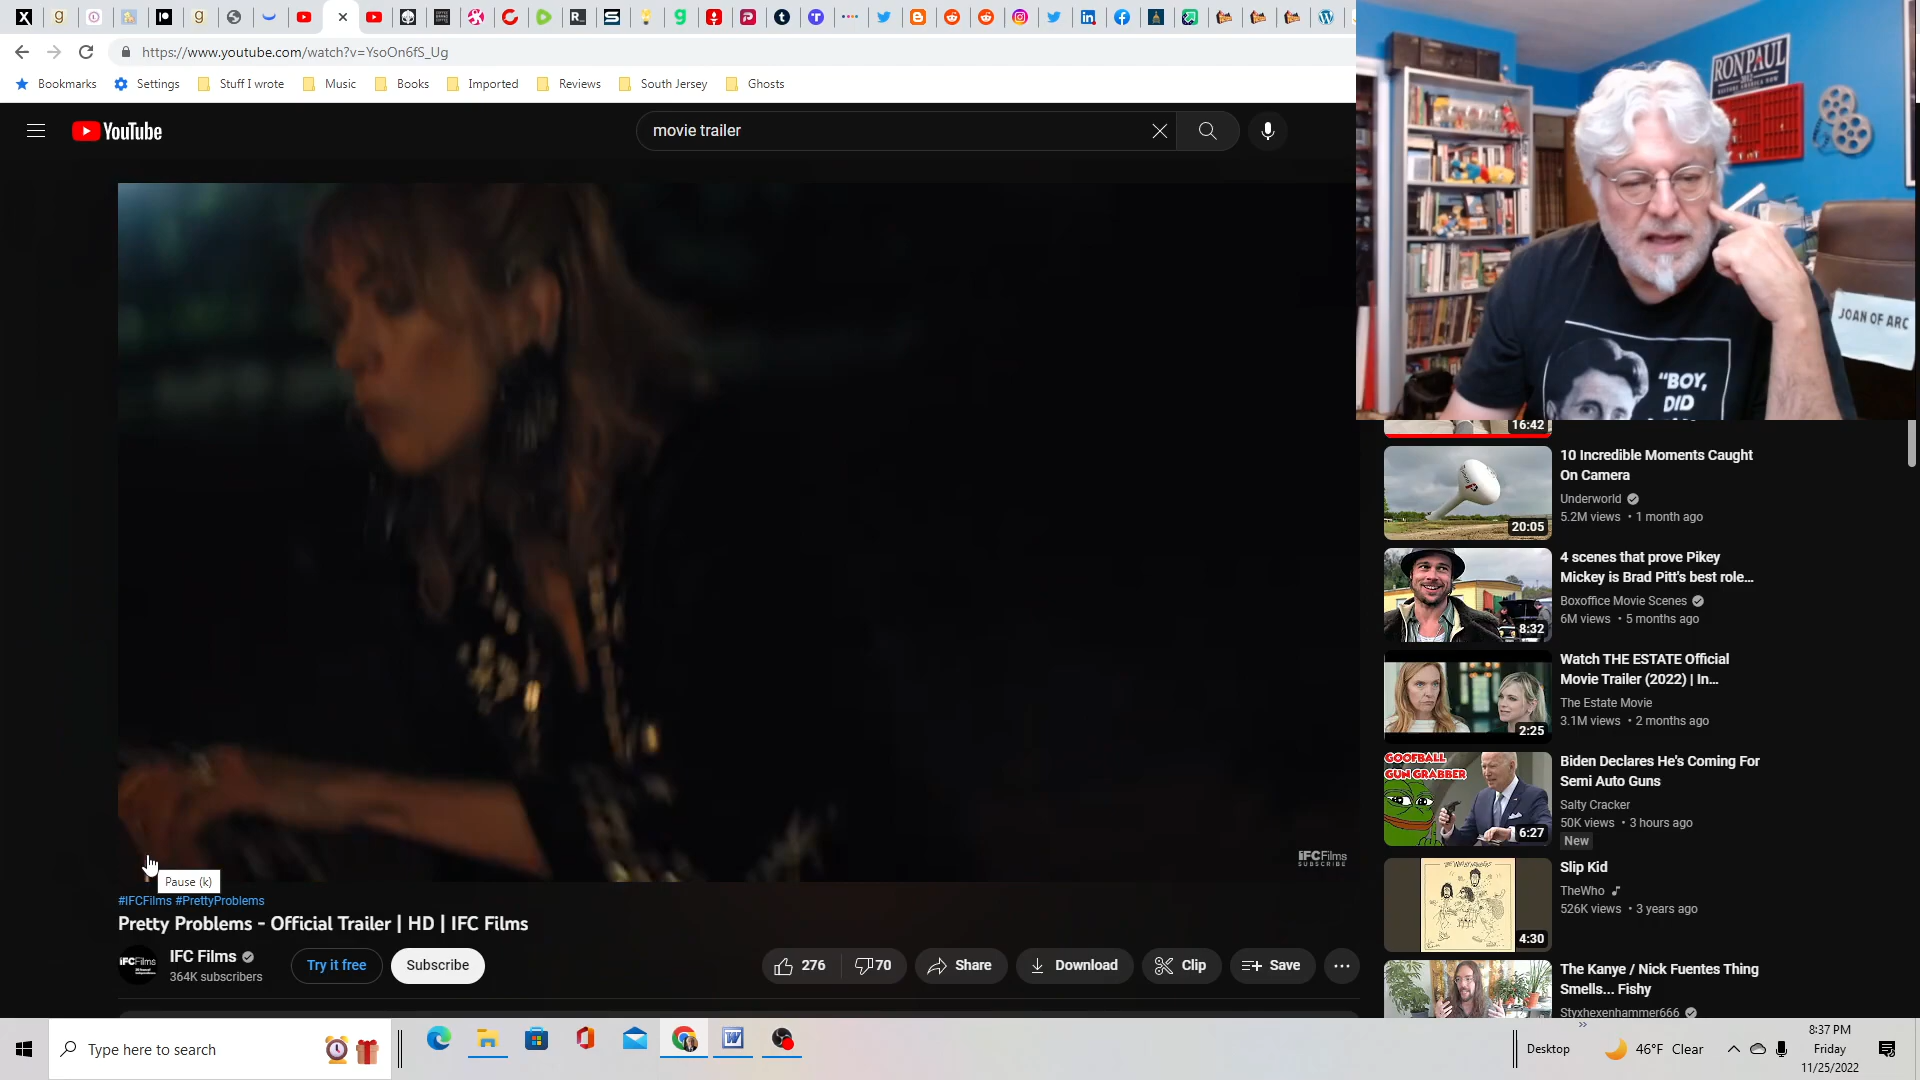 https://www.youtube.com/watch?v=YsoOn6fS_Ug
Bookmarks
Settings
Stuff I wrote
Music
Books
Imported
Reviews
South Jersey
Ghosts
YouTube
movie trailer
RON PAUL
JOAN OF ARC
"BOY,
DID
IFC Films
SUBSCRIBE
Pause (k)
#IFCFilms #PrettyProblems
Pretty Problems - Official Trailer | HD | IFC Films
IFC Films
IFC Films
364K subscribers
Try it free
Subscribe
276
70
Share
Download
Clip
Save
16:42
10 Incredible Moments Caught
On Camera
Underworld
5.2M views • 1 month ago
20:05
4 scenes that prove Pikey
Mickey is Brad Pitt's best role...
Boxoffice Movie Scenes
6M views • 5 months ago
8:32
Watch THE ESTATE Official
Movie Trailer (2022) | In...
The Estate Movie
3.1M views • 2 months ago
2:25
GOOFBALL
GUN GRABBER
Biden Declares He's Coming For
Semi Auto Guns
Salty Cracker
50K views • 3 hours ago
6:27
New
Slip Kid
TheWho
526K views • 3 years ago
4:30
The Kanye / Nick Fuentes Thing
Smells... Fishy
Styxhexenhammer666
Type here to search
Desktop
46°F Clear
8:37 PM
Friday
11/25/2022